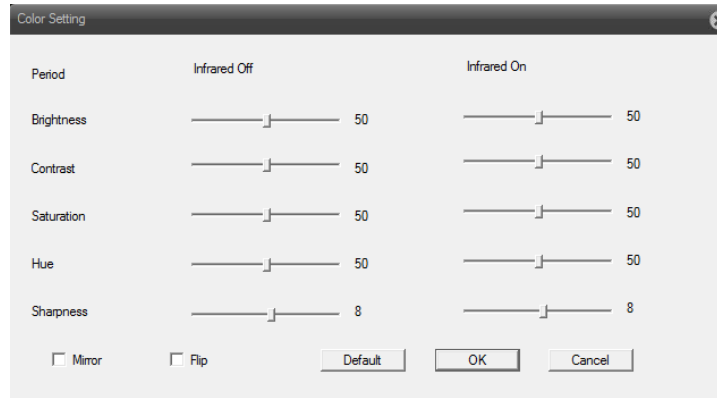 Color Setting
Period Infrared Off Infrared On
Brightness 50 50
Contrast 50 50
Saturation 50 50
Hue 50 50
Sharpness 8 8
Mirror Flip Default OK Cancel